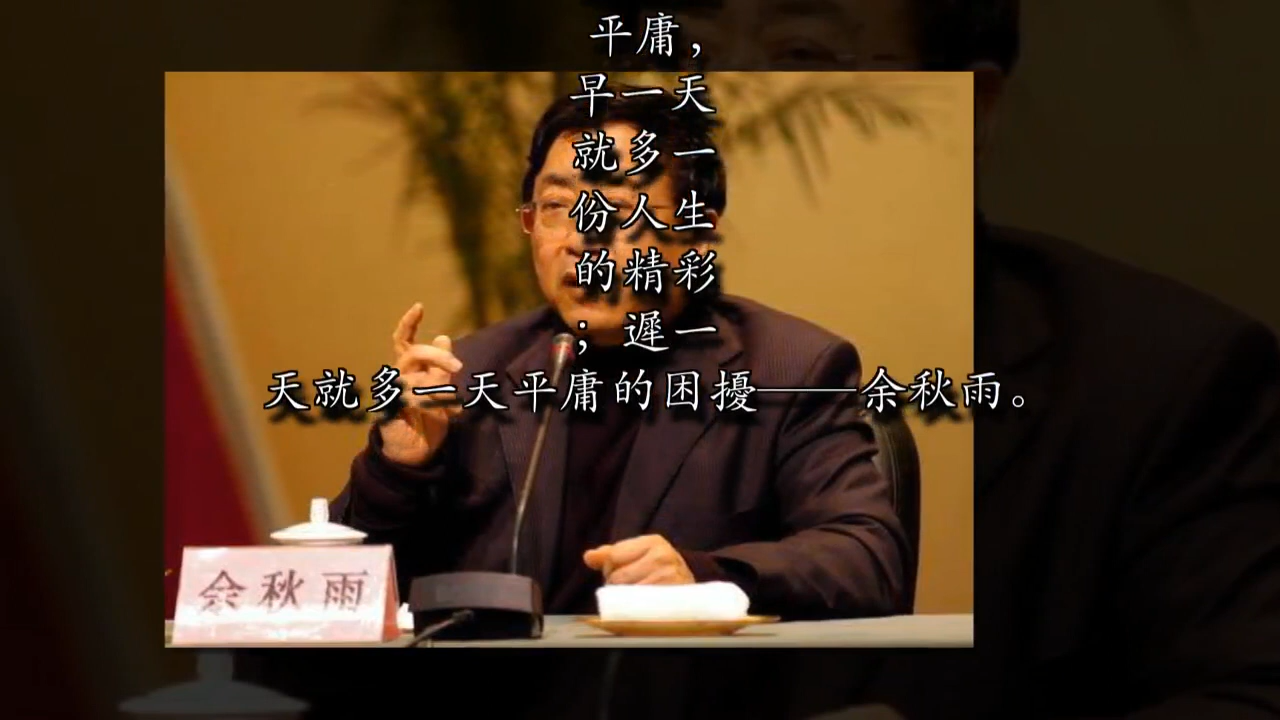 平庸，
早一天
就多一
份人生
的精彩
；遲一
天就多一天平庸的困擾——余秋雨。
余秋雨